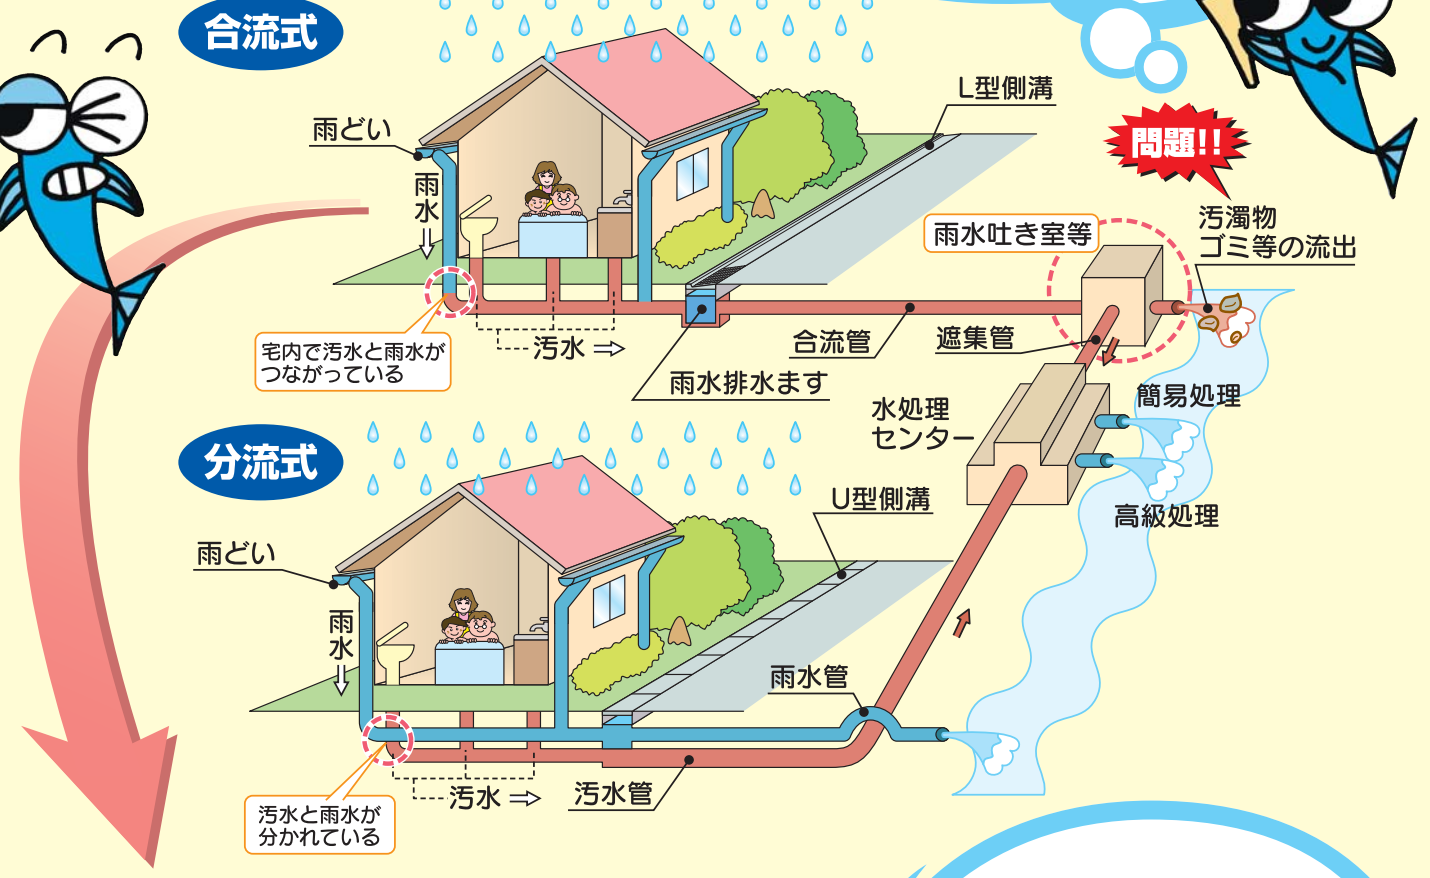 合流式
雨どい
雨水
L型側溝
問題!!
汚濁物
ゴミ等の流出
雨水吐き室等
宅内で汚水と雨水が
つながっている
汚水
合流管
遮集管
雨水排水ます
水処理
センター
簡易処理
高級処理
分流式
雨どい
雨水
U型側溝
雨水管
汚水
汚水管
汚水と雨水が
分かれている